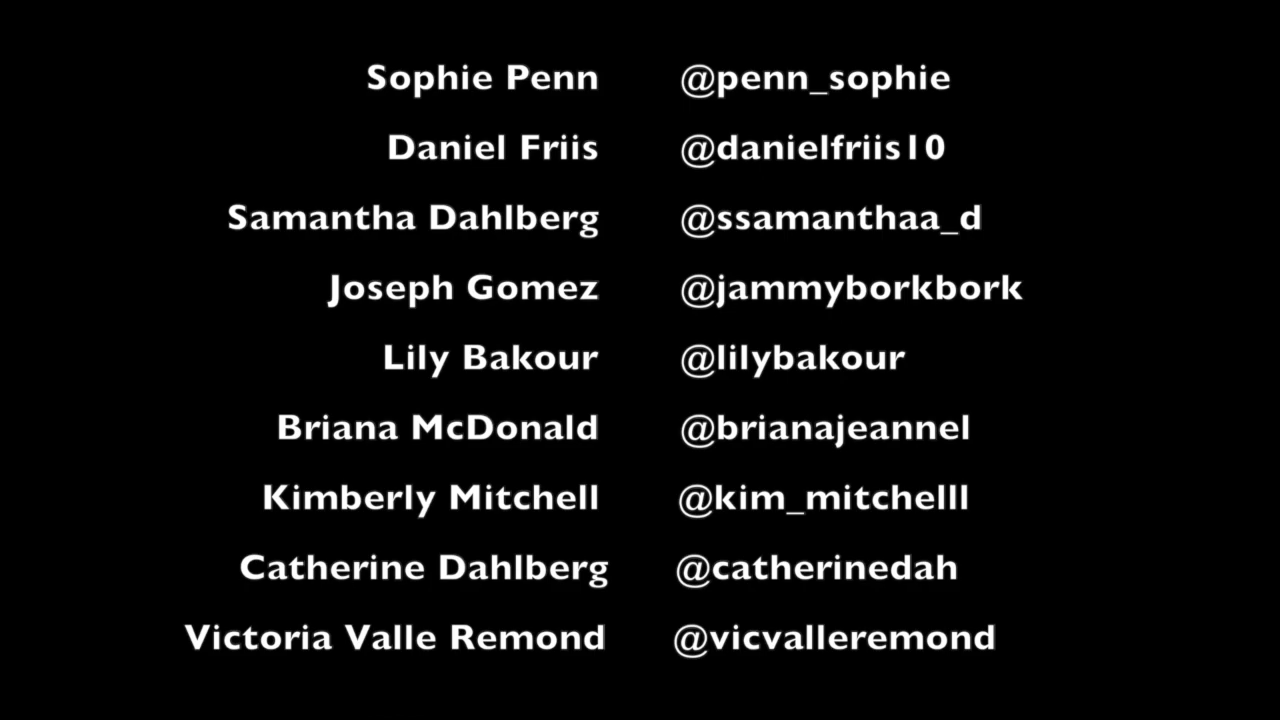 Sophie Penn @penn_sophie
Daniel Friis @danielfriis10
Samantha Dahlberg @ssamanthaa_d
Joseph Gomez @jammyborkbork
Lily Bakour @lilybakour
Briana McDonald @brianajeannel
Kimberly Mitchell @kim_mitchelll
Catherine Dahlberg @catherinedah
Victoria Valle Remond @vicvalleremond